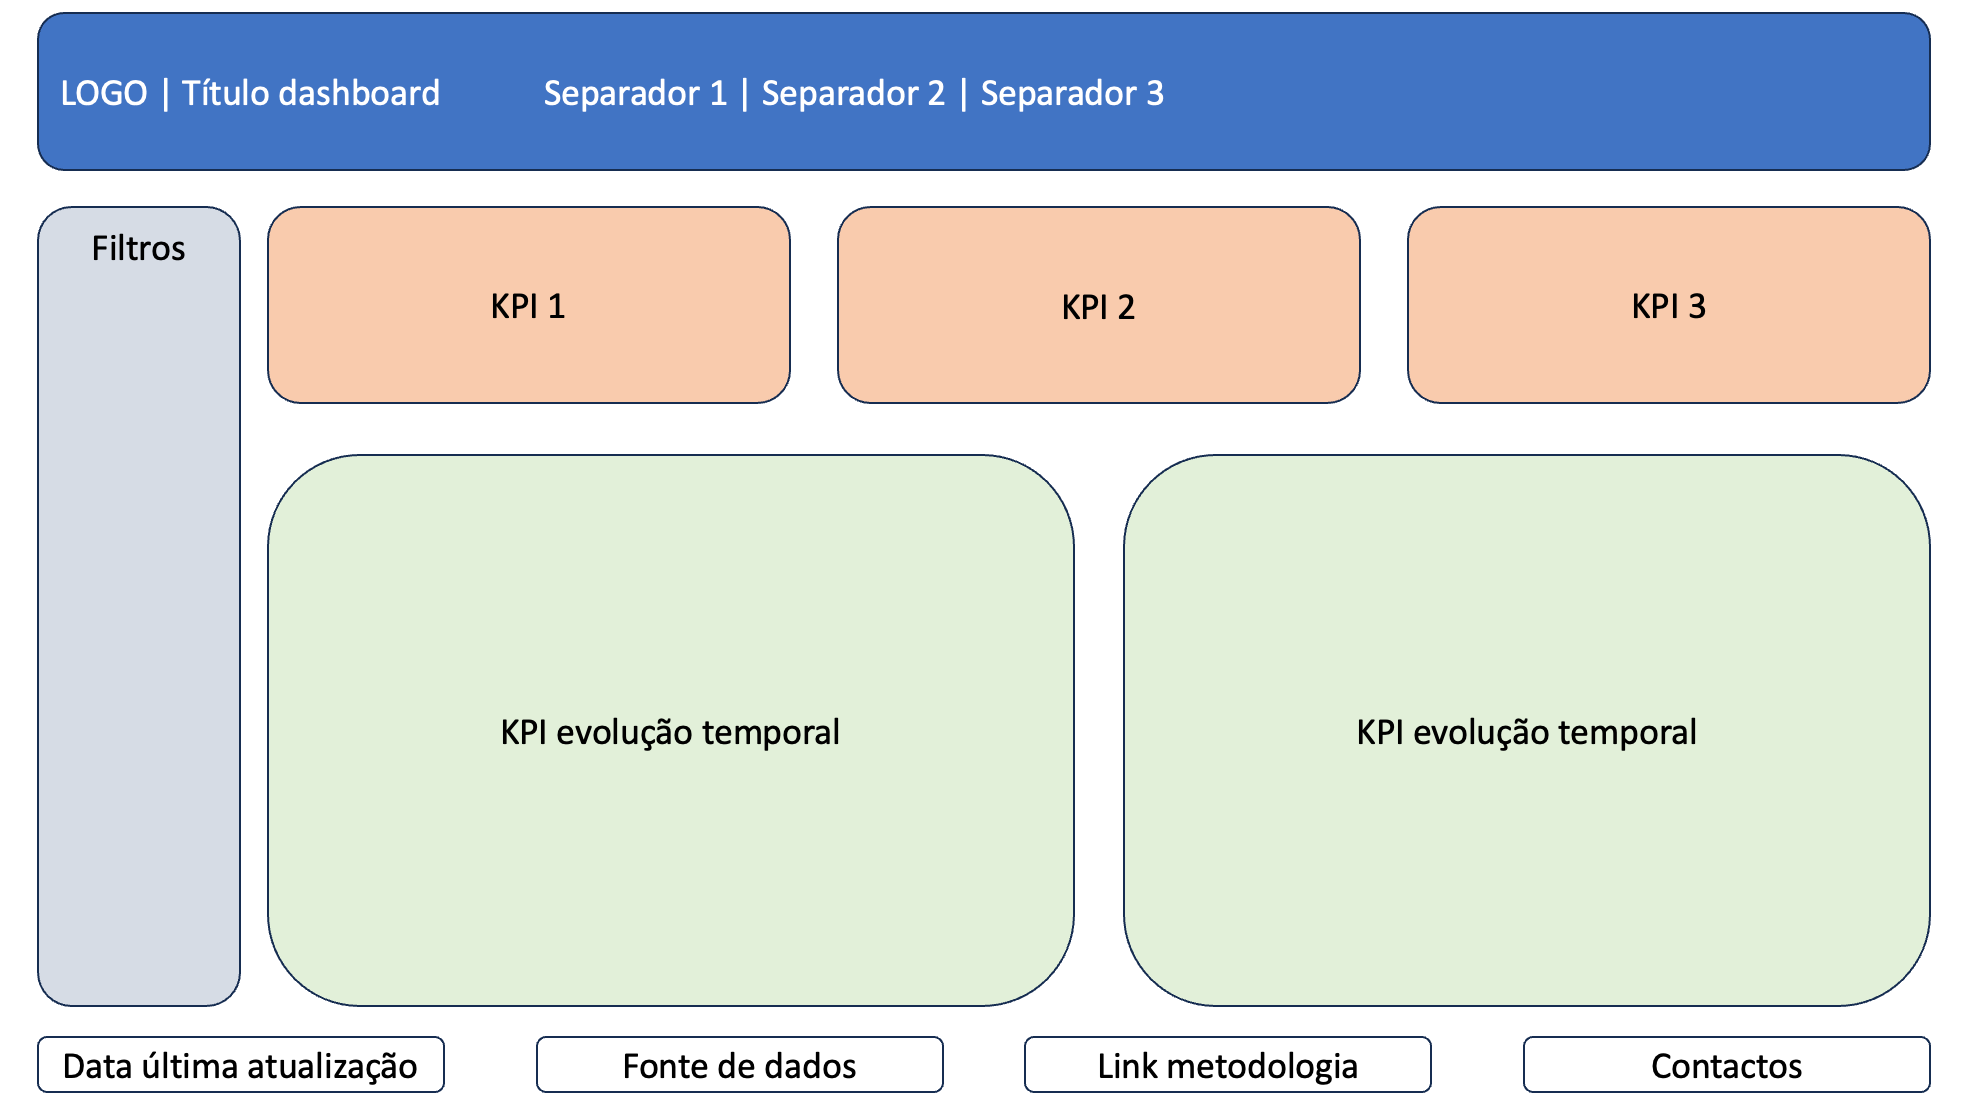 LOGO | Título dashboard
Separador 1 | Separador 2 | Separador 3
Filtros
KPI 1
KPI 2
KPI 3
KPI evolução temporal
KPI evolução temporal
Data última atualização
Fonte de dados
Link metodologia
Contactos